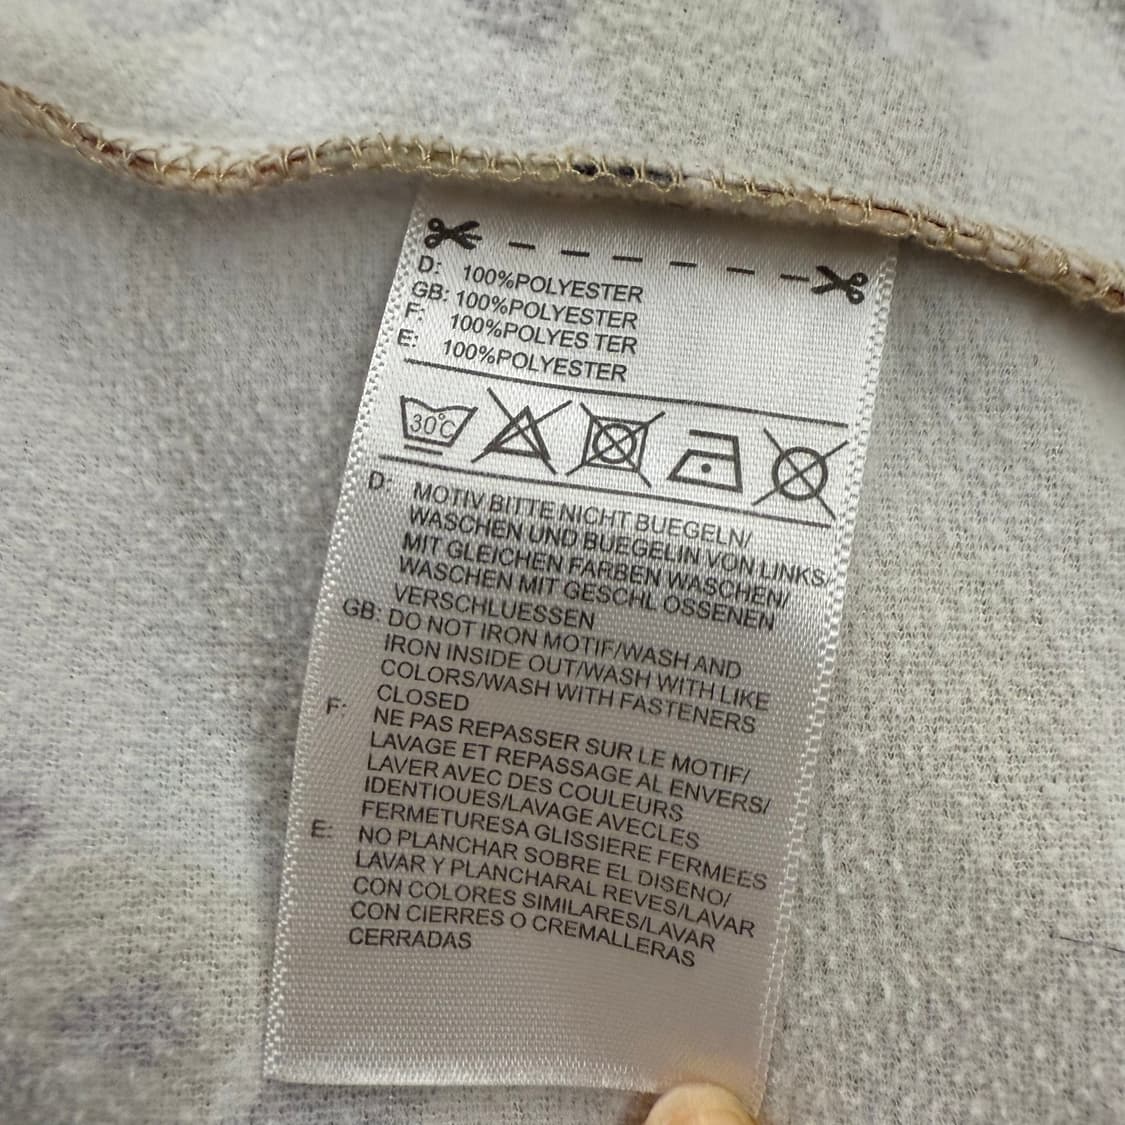 D: 100%POLYESTER
GB: 100%POLYESTER
F: 100%POLYES TER
E: 100%POLYESTER
30°C
D: MOTIV BITTE NICHT BUEGELN/
WASCHEN UND BUEGELIN VON LINKS/
MIT GLEICHEN FARBEN WASCHEN/
WASCHEN MIT GESCHL OSSENEN
VERSCHLUESSEN
GB: DO NOT IRON MOTIF/WASH AND
IRON INSIDE OUT/WASH WITH LIKE
COLORS/WASH WITH FASTENERS
CLOSED
F: NE PAS REPASSER SUR LE MOTIF/
LAVAGE ET REPASSAGE AL ENVERS/
LAVER AVEC DES COULEURS
IDENTIOUES/LAVAGE AVECLES
FERMETURESA GLISSIERE FERMEES
E: NO PLANCHAR SOBRE EL DISENO/
LAVAR Y PLANCHARAL REVES/LAVAR
CON COLORES SIMILARES/LAVAR
CON CIERRES O CREMALLERAS
CERRADAS